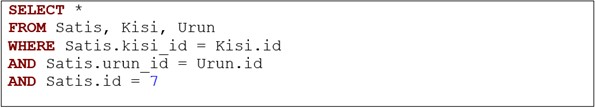 SELECT *
FROM Satis, Kisi, Urun
WHERE Satis.kisi_id = Kisi.id
AND Satis.urun_id = Urun.id
AND Satis.id = 7